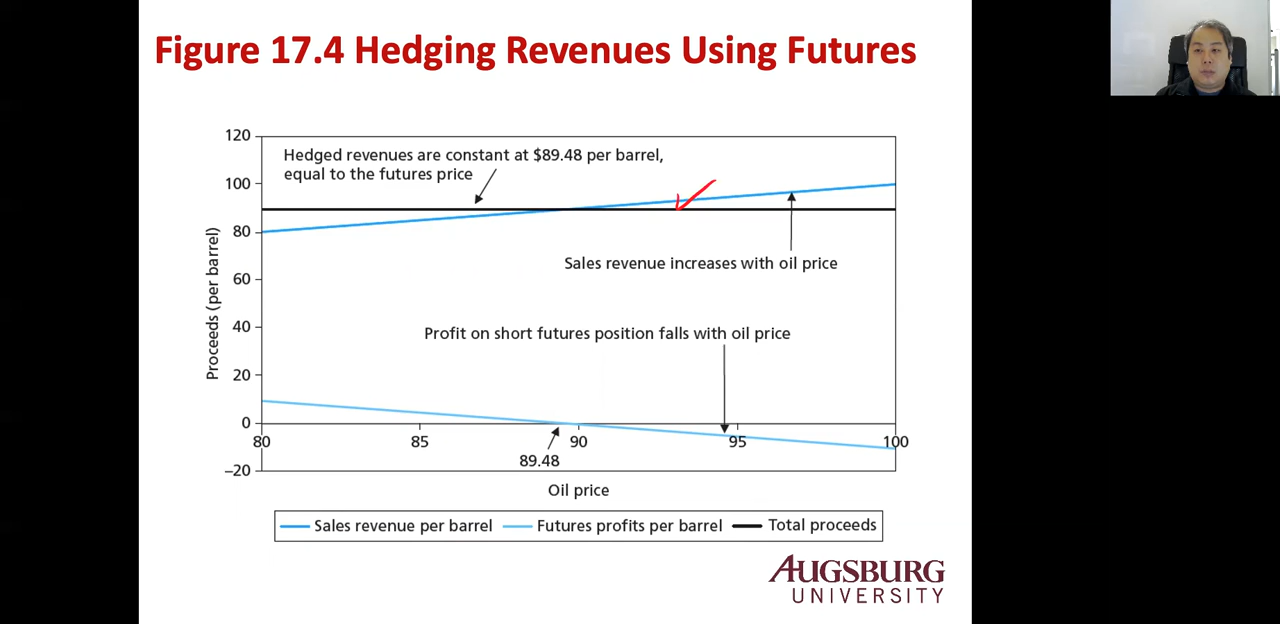 Figure 17.4 Hedging Revenues Using Futures
120
Hedged revenues are constant at $89.48 per barrel,
equal to the futures price
100
80
Sales revenue increases with oil price
60
Proceeds (per barrel)
40
Profit on short futures position falls with oil price
20
0
80
85
90
95
100
89.48
–20
Oil price
Sales revenue per barrel
Futures profits per barrel
Total proceeds
AUGSBURG
UNIVERSITY